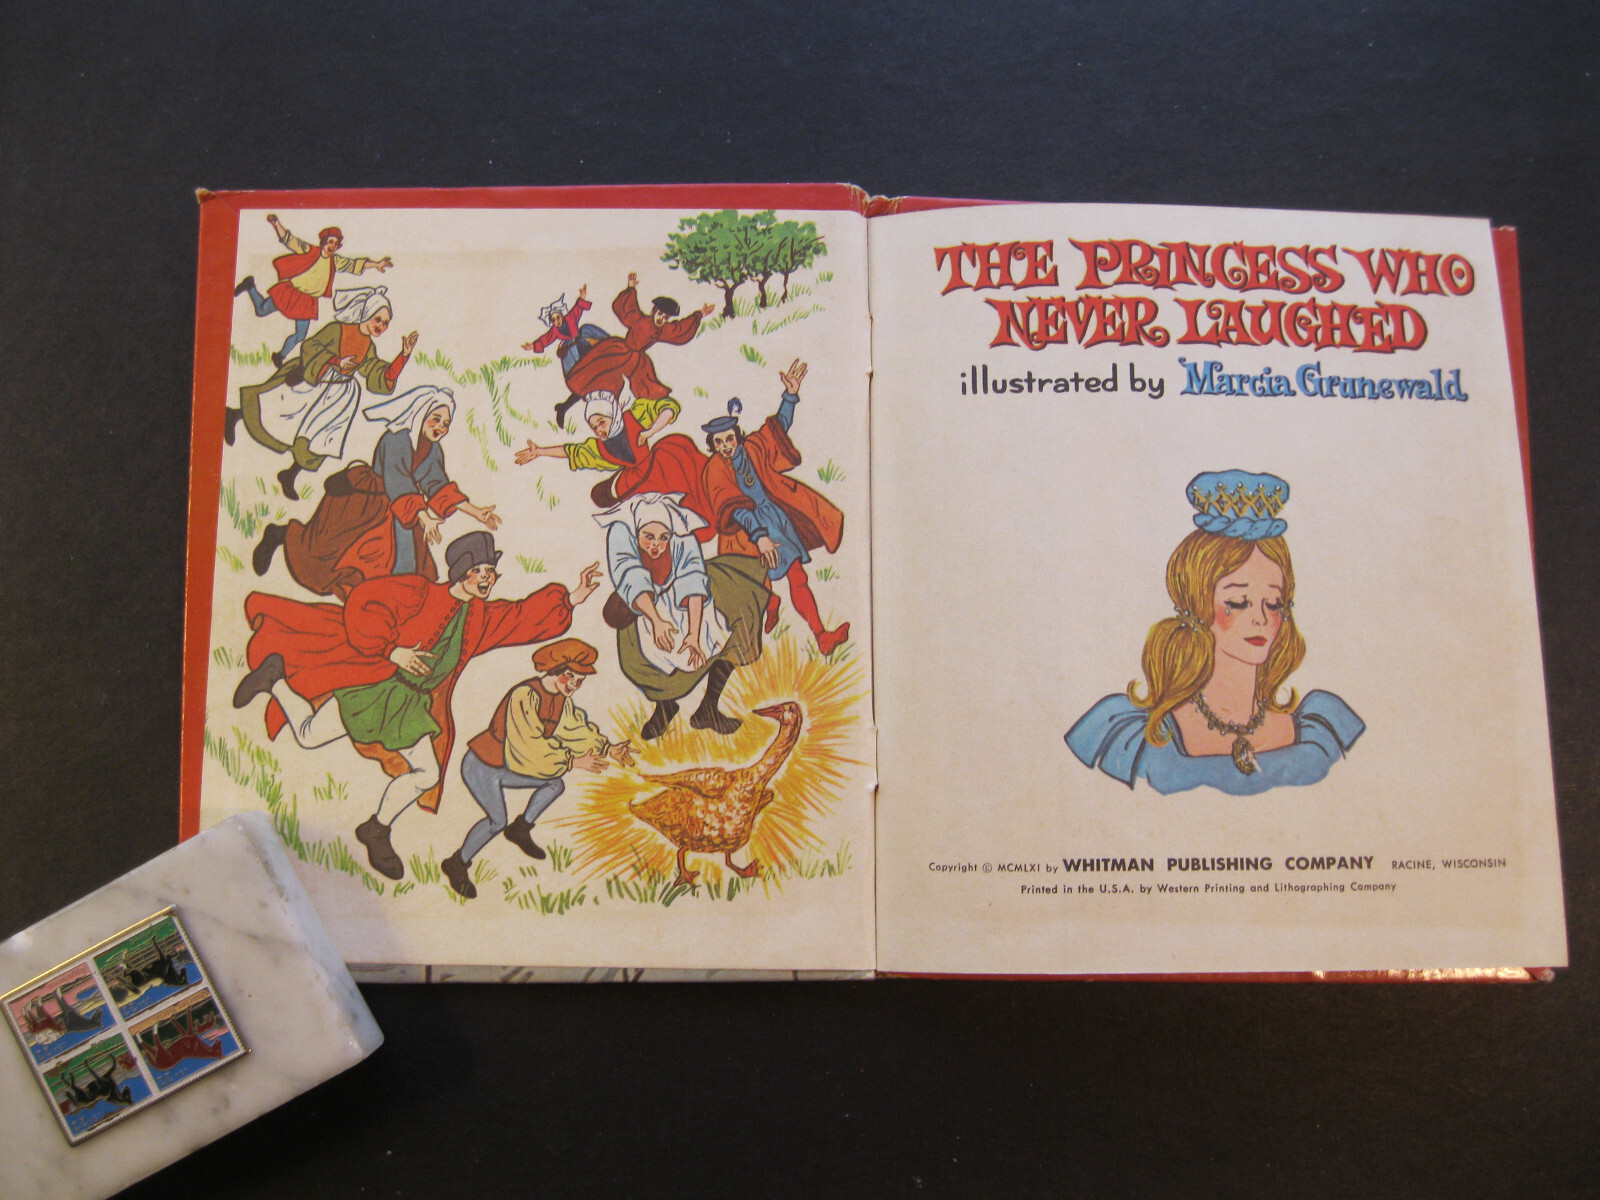 THE PRINCESS WHO
NEVER LAUGHED
illustrated by Marcia Grunewald
Copyright © MCMLXI by WHITMAN PUBLISHING COMPANY RACINE, WISCONSIN
Printed in the U.S.A. by Western Printing and Lithographing Company